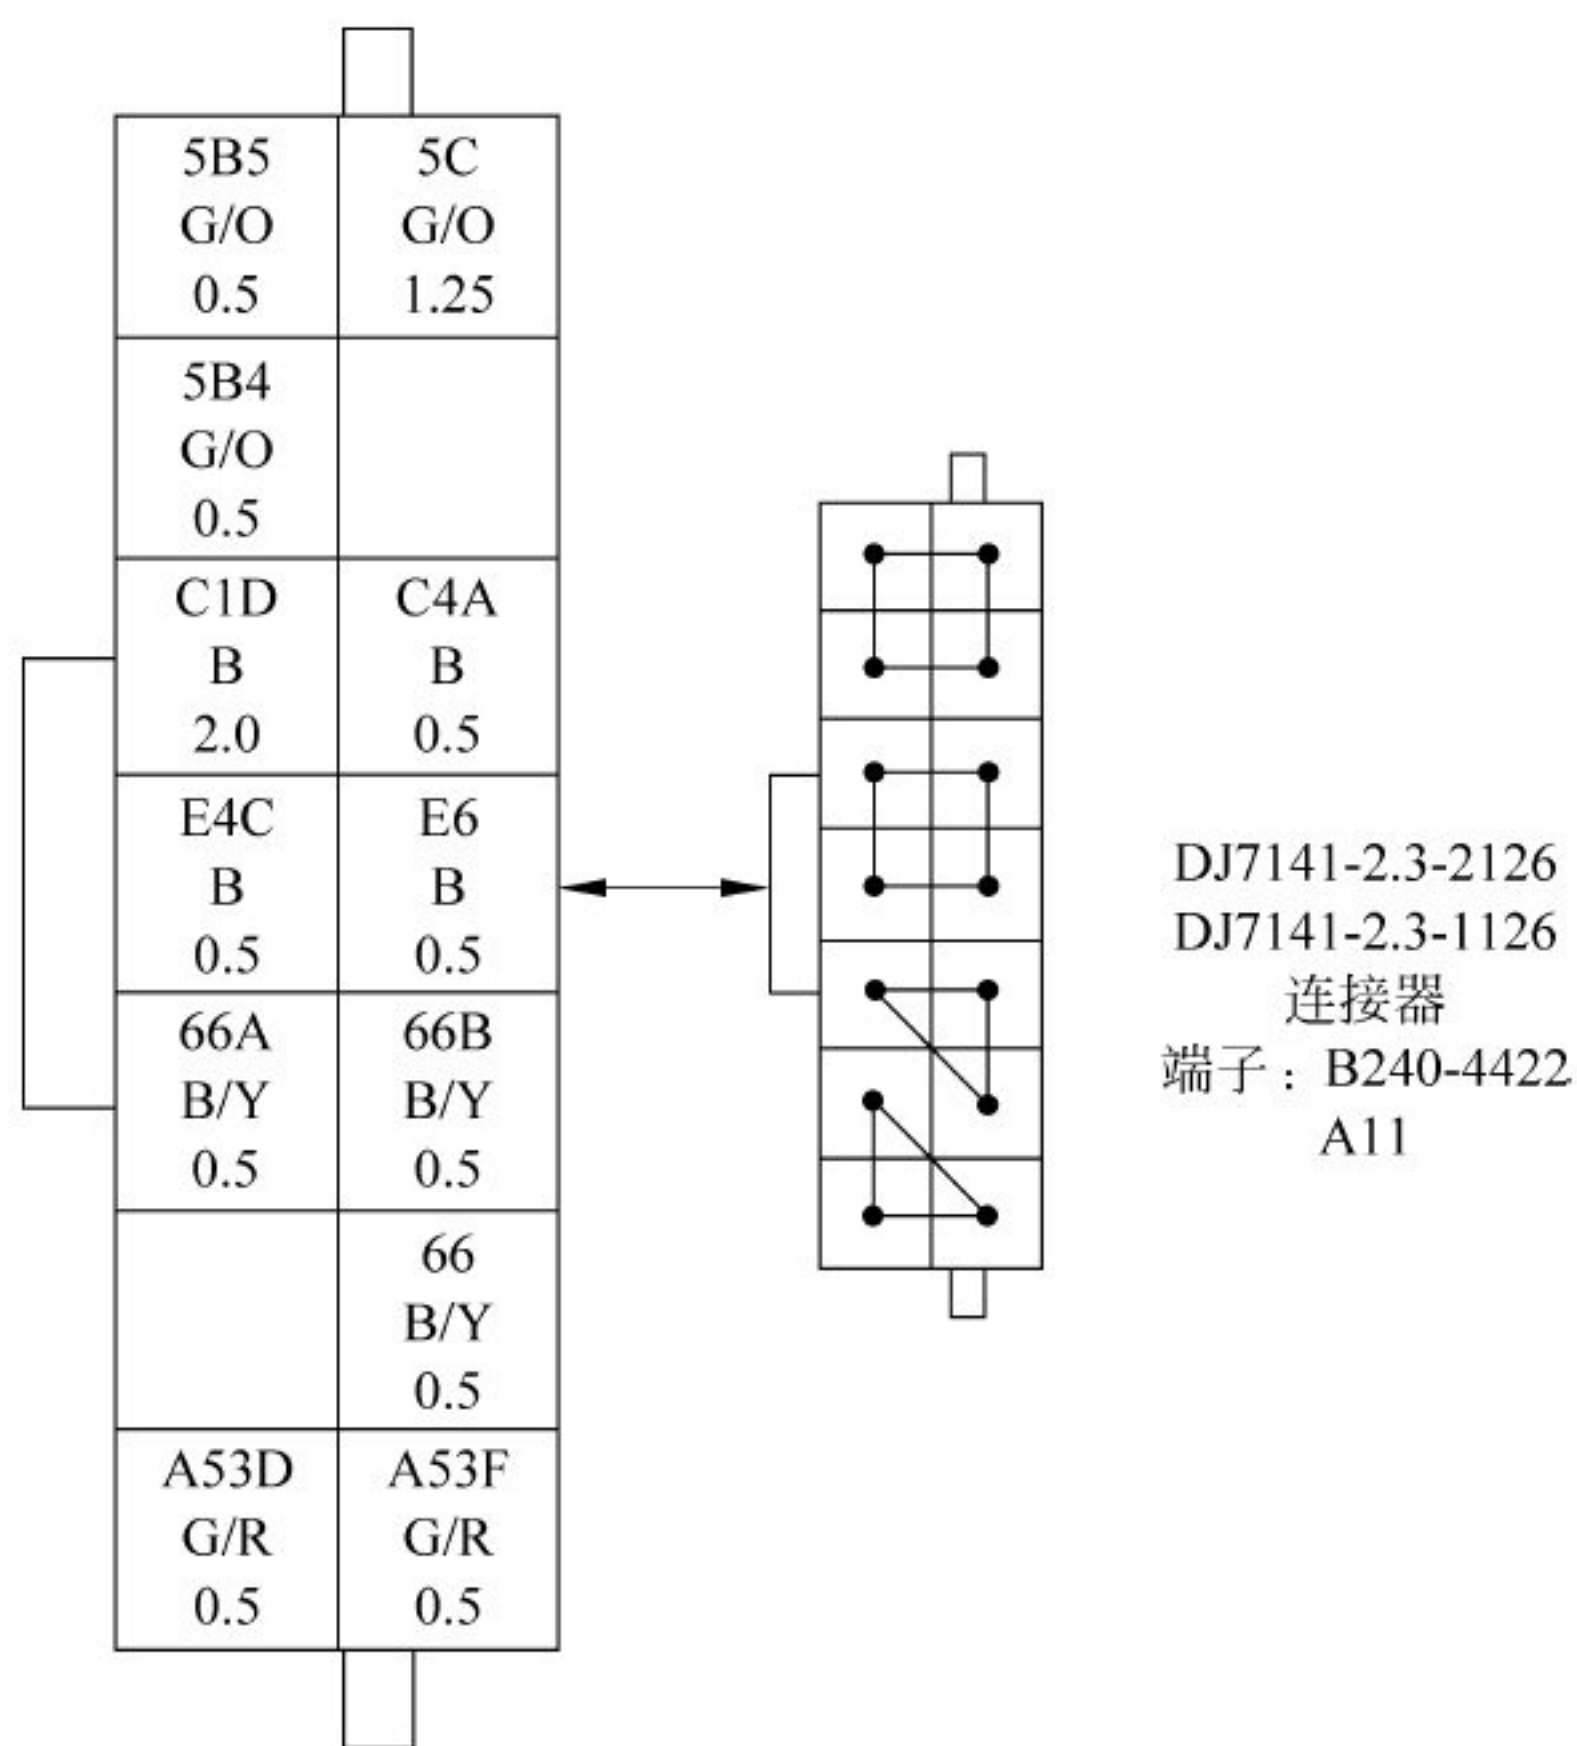 5B5
G/O
0.5
5C
G/O
1.25
5B4
G/O
0.5
C1D
B
2.0
C4A
B
0.5
E4C
B
0.5
E6
B
0.5
66A
B/Y
0.5
66B
B/Y
0.5
66
B/Y
0.5
A53D
G/R
0.5
A53F
G/R
0.5
DJ7141-2.3-2126
DJ7141-2.3-1126
连接器
端子：B240-4422
A11